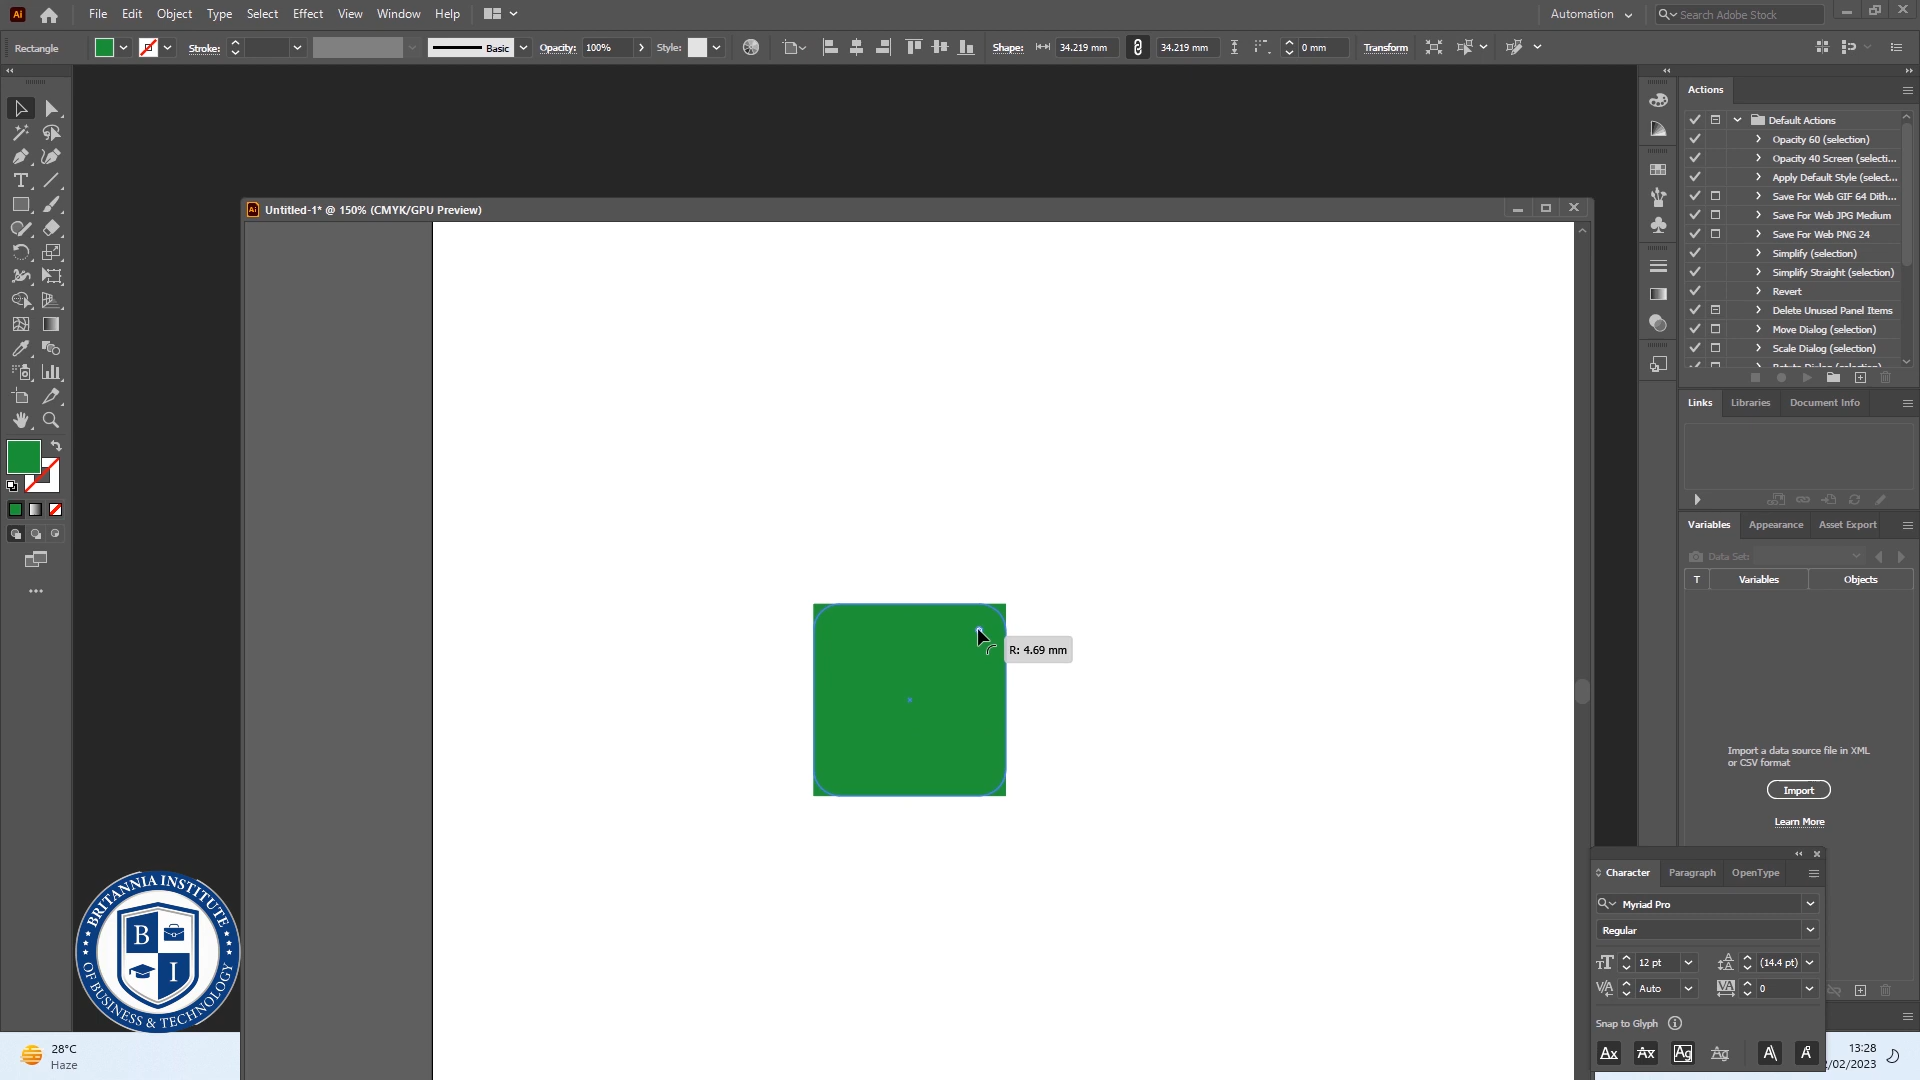 Ai File Edit Object Type Select Effect View Window Help Automation Search Adobe Stock
Rectangle Stroke: Basic Opacity: 100% Style: Shape: 34.219 mm 34.219 mm 0 mm Transform
Actions
Default Actions
Opacity 60 (selection)
Opacity 40 Screen (selecti...
Apply Default Style (select...
Save For Web GIF 64 Dith...
Save For Web JPG Medium
Save For Web PNG 24
Simplify (selection)
Simplify Straight (selection)
Revert
Delete Unused Panel Items
Move Dialog (selection)
Scale Dialog (selection)
Ai Untitled-1* @ 150% (CMYK/GPU Preview)
Links Libraries Document Info
Variables Appearance Asset Export
Data Set:
T Variables Objects
R: 4.69 mm
Import a data source file in XML
or CSV format
Import
Learn More
Character Paragraph OpenType
Myriad Pro
Regular
12 pt (14.4 pt)
Auto 0
Snap to Glyph
BRITANNIA INSTITUTE
B
I
OF BUSINESS & TECHNOLOGY
28°C
Haze
13:28
/02/2023